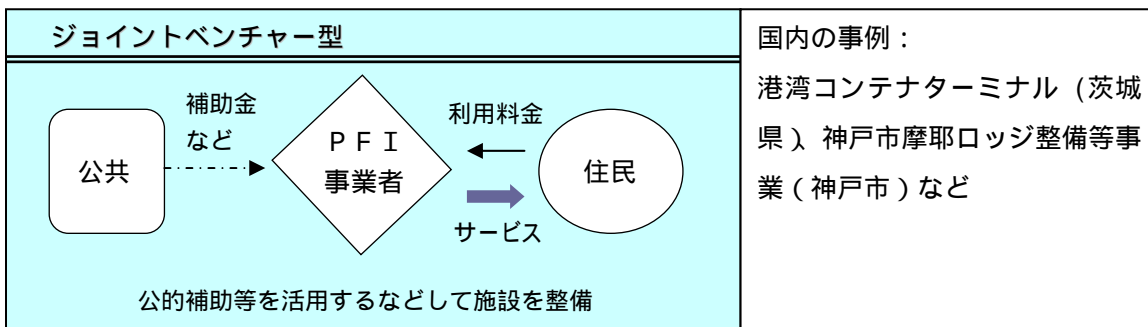 ジョイントベンチャー型
補助金
など
公共
ＰＦＩ
事業者
利用料金
サービス
住民
公的補助等を活用するなどして施設を整備
国内の事例：
港湾コンテナターミナル（茨城
県）、神戸市摩耶ロッジ整備等事
業（神戸市）など